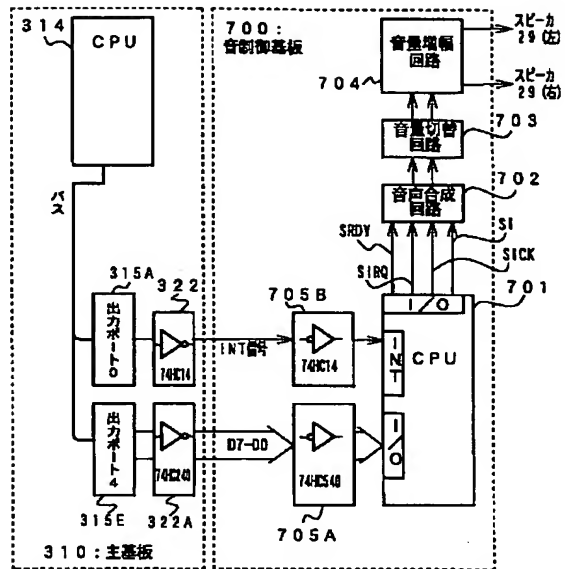 314
CPU
バス
315A
出力ポート0
322
74HC14
INT信号
出力ポート4
74HC240
D7-D0
315E
322A
310:主基板
700:
音制御基板
音量増幅
回路
704
スピーカ
29(左)
スピーカ
29(右)
音量切替
回路
703
音声合成
回路
702
SRDY
SIRQ
SICK
SI
701
I/O
705B
74HC14
INT
CPU
I/O
74HC540
705A